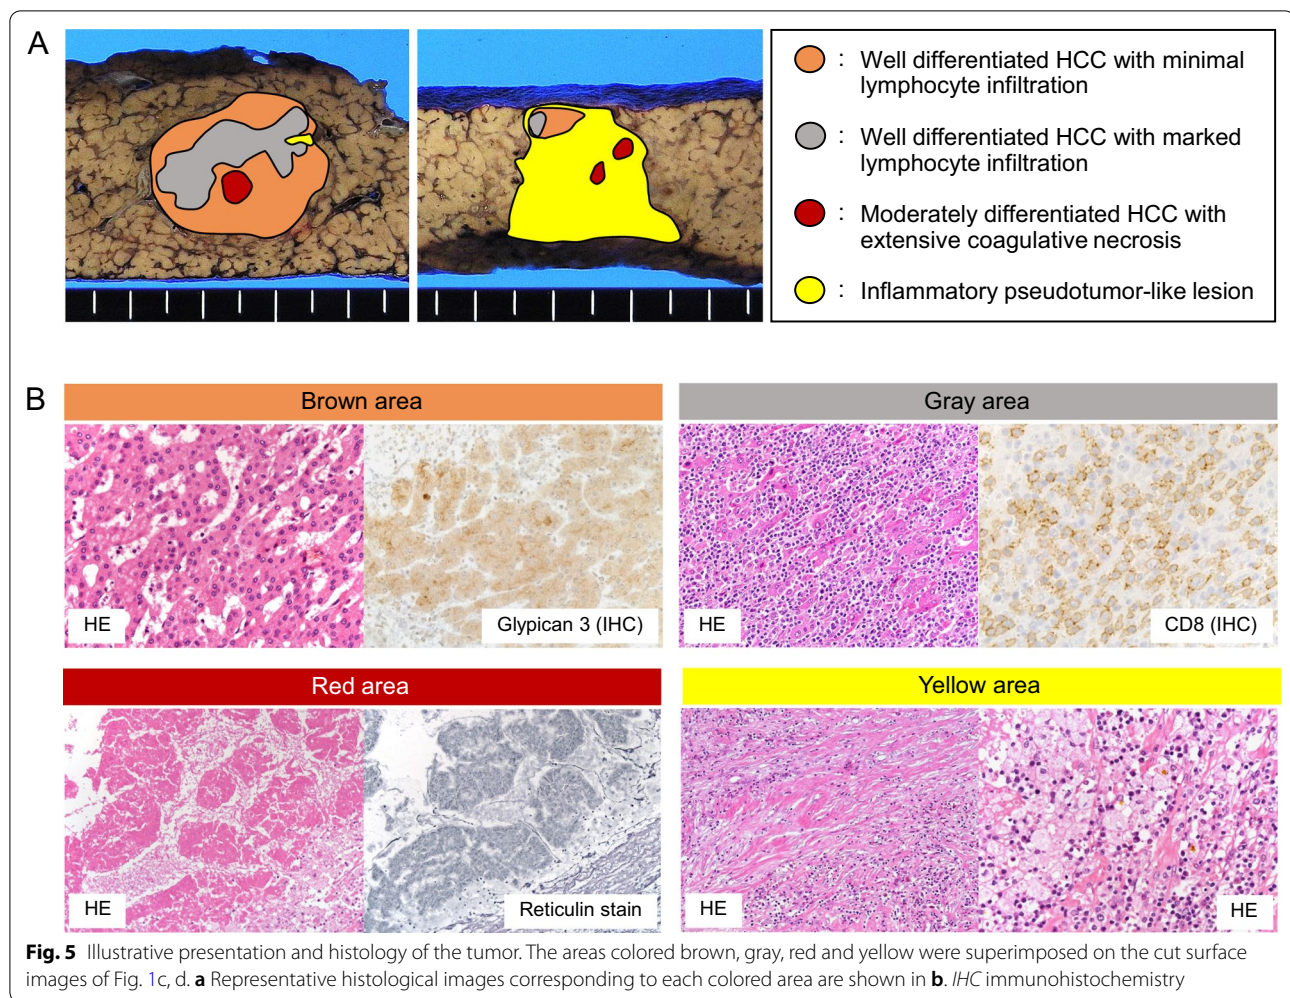 A
: Well differentiated HCC with minimal
lymphocyte infiltration
: Well differentiated HCC with marked
lymphocyte infiltration
: Moderately differentiated HCC with
extensive coagulative necrosis
: Inflammatory pseudotumor-like lesion
B
Brown area
HE
Glypican 3 (IHC)
Gray area
HE
CD8 (IHC)
Red area
HE
Reticulin stain
Yellow area
HE
HE
Fig. 5 Illustrative presentation and histology of the tumor. The areas colored brown, gray, red and yellow were superimposed on the cut surface
images of Fig. 1c, d. a Representative histological images corresponding to each colored area are shown in b. IHC immunohistochemistry